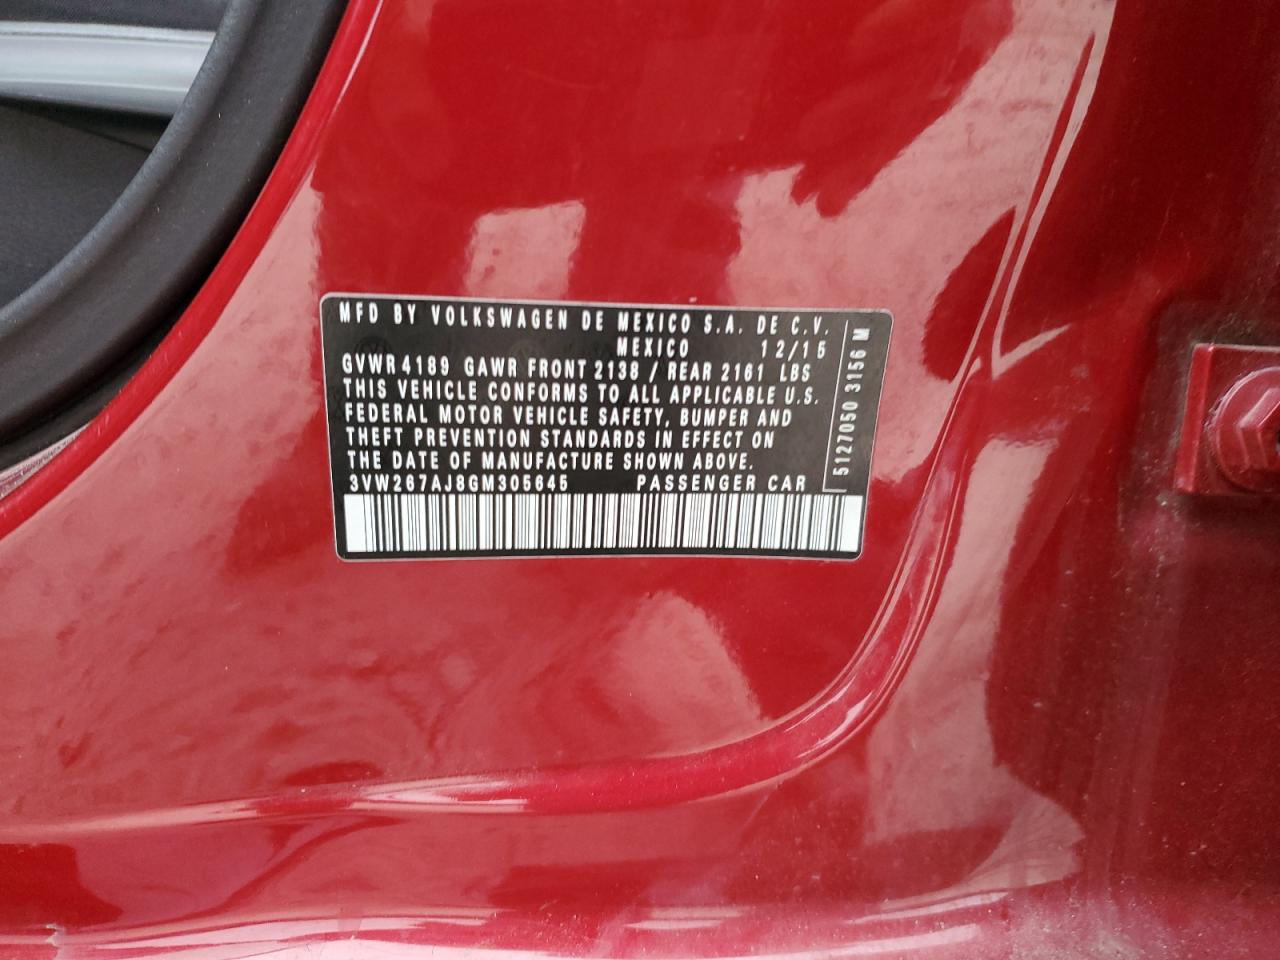 MFD BY VOLKSWAGEN DE MEXICO S.A. DE C.V.
MEXICO 12/15
GVWR 4189 GAWR FRONT 2138 / REAR 2161 LBS
THIS VEHICLE CONFORMS TO ALL APPLICABLE U.S.
FEDERAL MOTOR VEHICLE SAFETY, BUMPER AND
THEFT PREVENTION STANDARDS IN EFFECT ON
THE DATE OF MANUFACTURE SHOWN ABOVE.
3VW267AJ8GM305645 PASSENGER CAR
5127050 3156 M